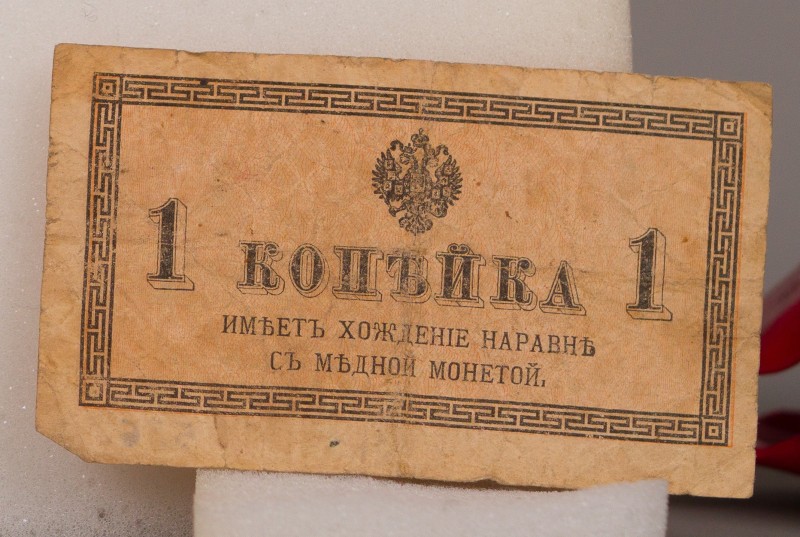 1 КОПѢЙКА 1
ИМѢЕТЪ ХОЖДЕНІЕ НАРАВНѢ
СЪ МѢДНОЙ МОНЕТОЙ.